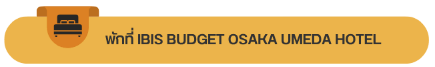 พักที่ IBIS BUDGET OSAKA UMEDA HOTEL